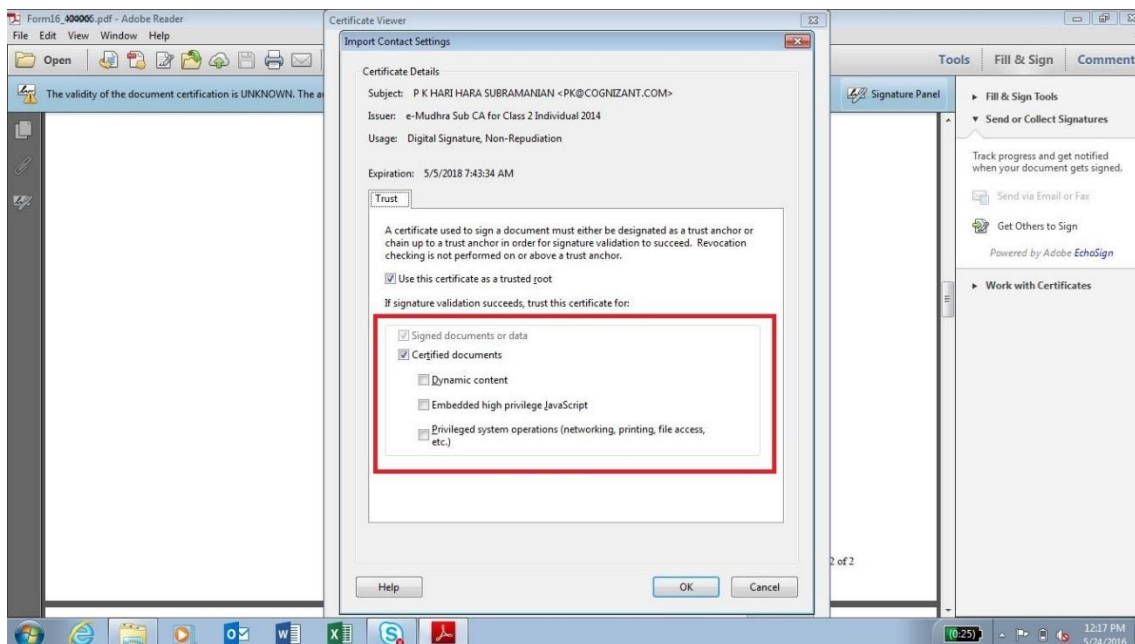 Form16_400006.pdf - Adobe Reader
File Edit View Window Help
Open
Tools Fill & Sign Comment
The validity of the document certification is UNKNOWN. The a
Signature Panel
Certificate Viewer
Import Contact Settings
Certificate Details
Subject: P K HARI HARA SUBRAMANIAN <PK@COGNIZANT.COM>
Issuer: e-Mudhra Sub CA for Class 2 Individual 2014
Usage: Digital Signature, Non-Repudiation
Expiration: 5/5/2018 7:43:34 AM
Trust
A certificate used to sign a document must either be designated as a trust anchor or
chain up to a trust anchor in order for signature validation to succeed. Revocation
checking is not performed on or above a trust anchor.
Use this certificate as a trusted root
If signature validation succeeds, trust this certificate for:
Signed documents or data
Certified documents
Dynamic content
Embedded high privilege JavaScript
Privileged system operations (networking, printing, file access,
etc.)
Help OK Cancel
2 of 2
Fill & Sign Tools
Send or Collect Signatures
Track progress and get notified
when your document gets signed.
Send via Email or Fax
Get Others to Sign
Powered by Adobe EchoSign
Work with Certificates
(0:25)
12:17 PM
5/24/2016